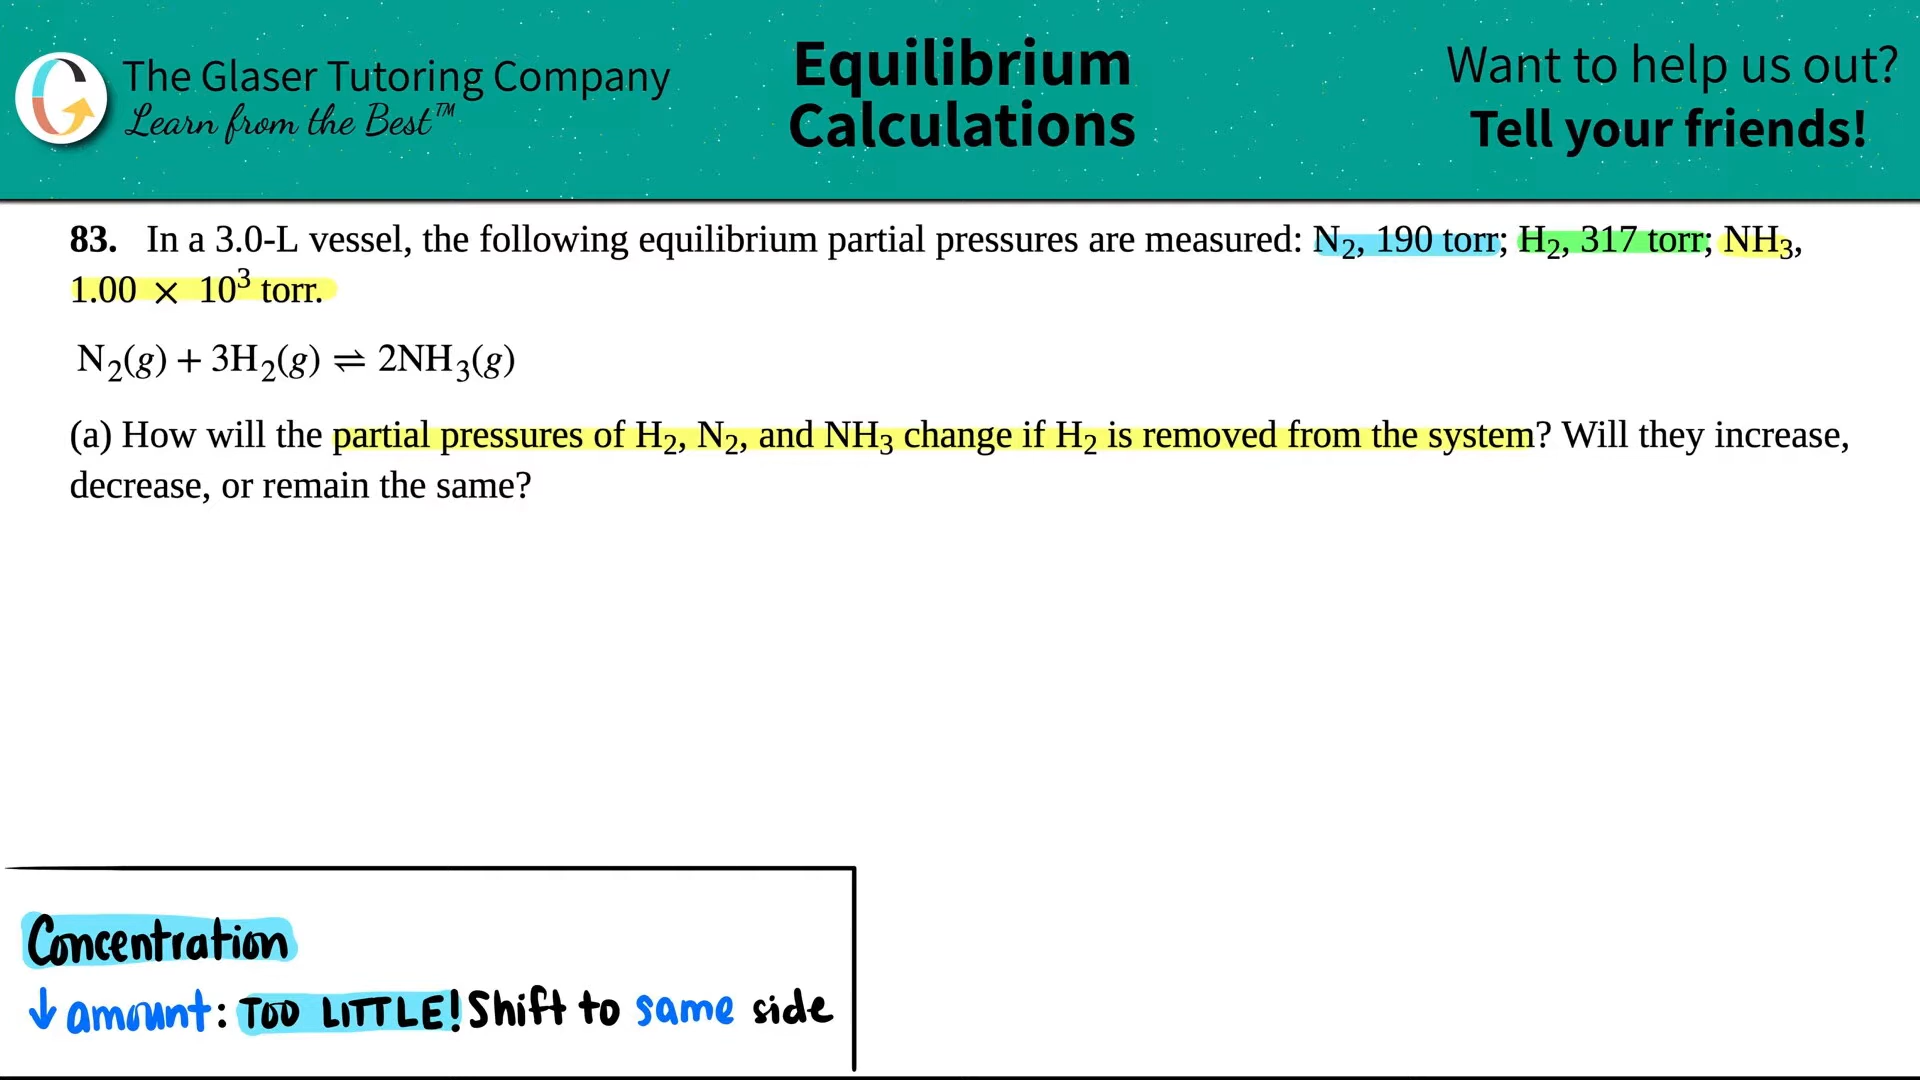 The Glaser Tutoring Company
Learn from the Best™
Equilibrium
Calculations
Want to help us out?
Tell your friends!
83. In a 3.0-L vessel, the following equilibrium partial pressures are measured: N₂, 190 torr; H₂, 317 torr; NH₃,
1.00 × 10³ torr.
N₂(g) + 3H₂(g) ⇌ 2NH₃(g)
(a) How will the partial pressures of H₂, N₂, and NH₃ change if H₂ is removed from the system? Will they increase,
decrease, or remain the same?
Concentration
↓ amount: TOO LITTLE! Shift to same side